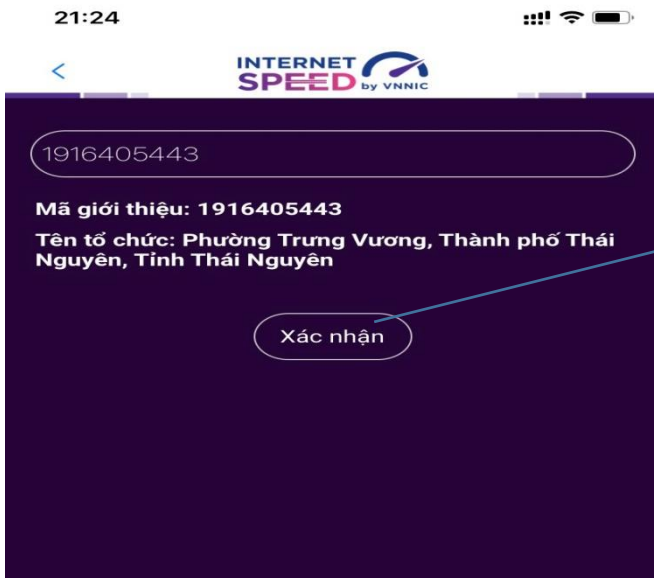 21:24
<
INTERNET
SPEED by VNNIC
1916405443
Mã giới thiệu: 1916405443
Tên tổ chức: Phường Trưng Vương, Thành phố Thái
Nguyên, Tỉnh Thái Nguyên
Xác nhận